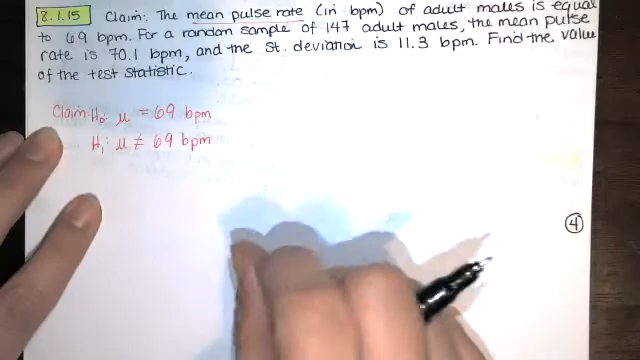 8.1.15 Claim: The mean pulse rate (in bpm) of adult males is equal
to 69 bpm. For a random sample of 147 adult males, the mean pulse
rate is 70.1 bpm, and the St. deviation is 11.3 bpm. Find the value
of the test statistic.
Claim: H₀: μ = 69 bpm
H₁: μ ≠ 69 bpm
4